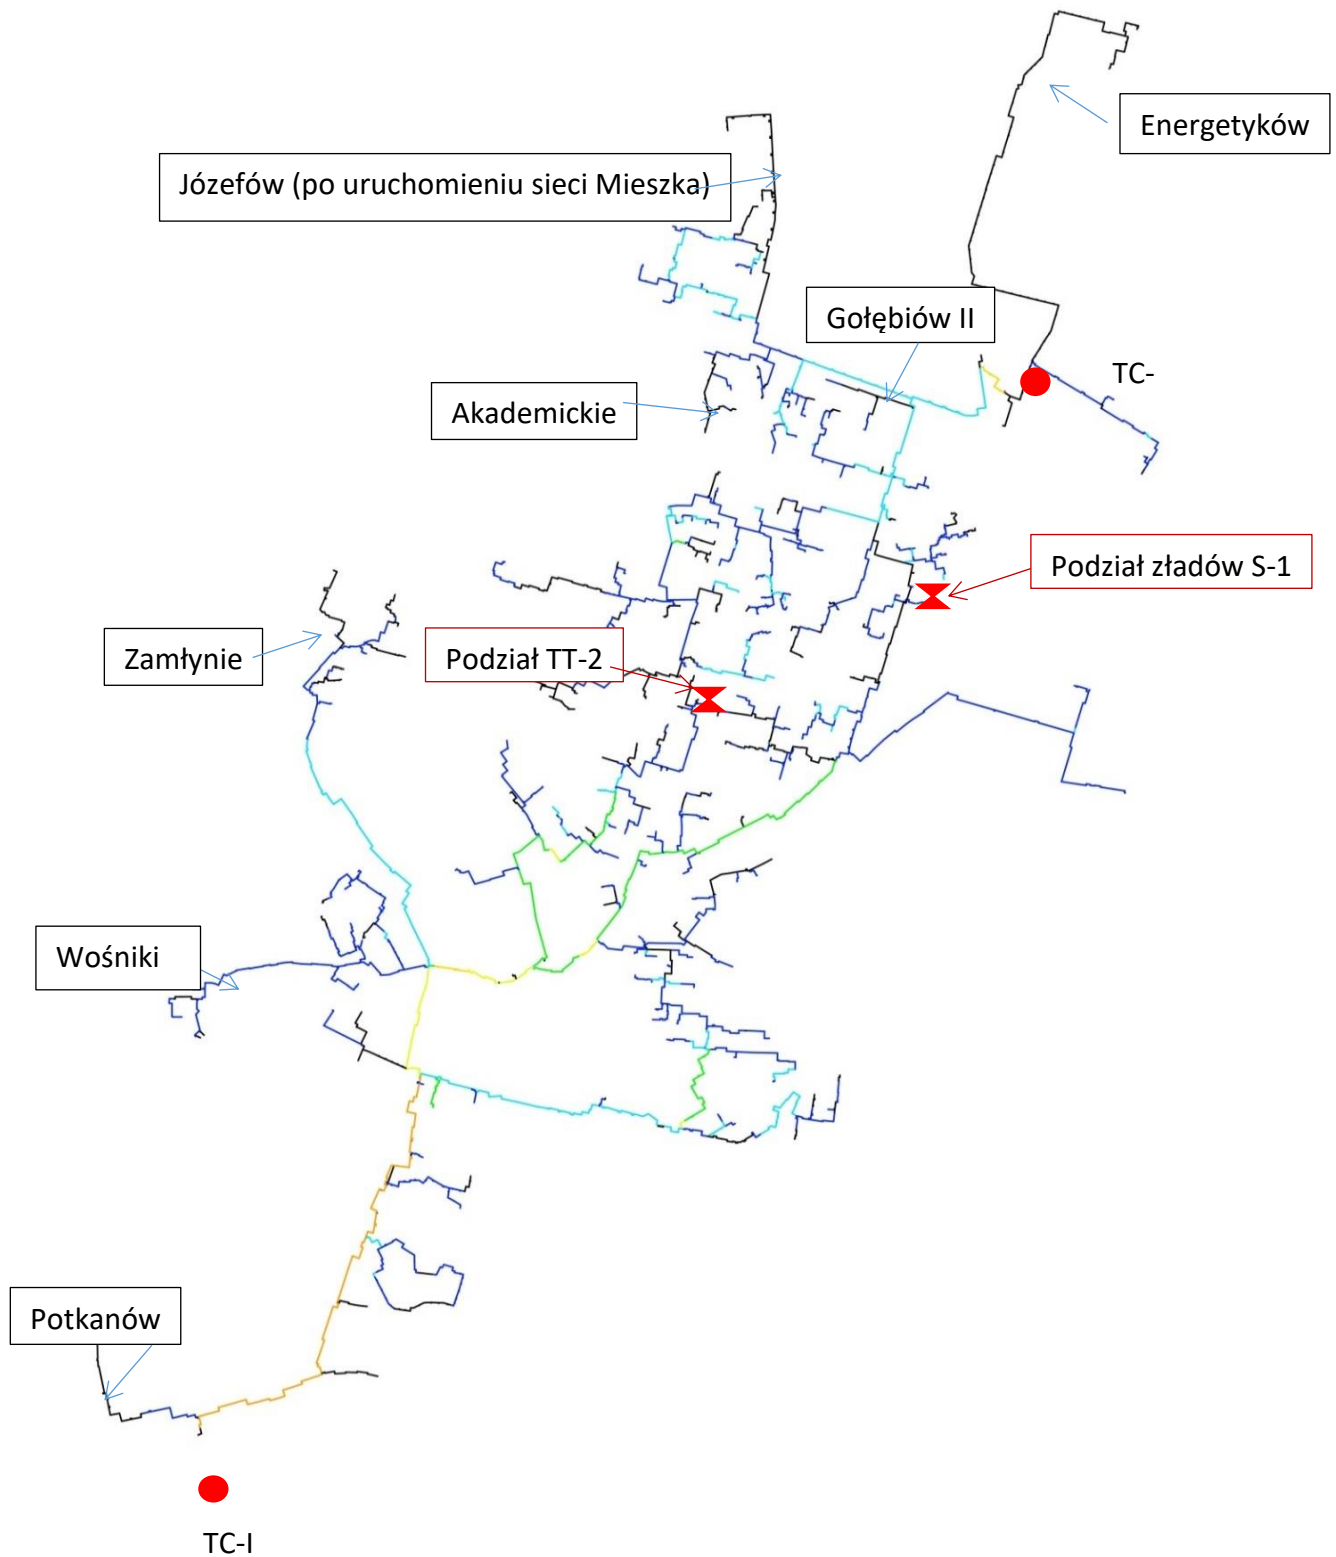 Energetyków
Józefów (po uruchomieniu sieci Mieszka)
Gołębiów II
TC-
Akademickie
Podział zładów S-1
Zamłynie
Podział TT-2
Wośniki
Potkanów
TC-I